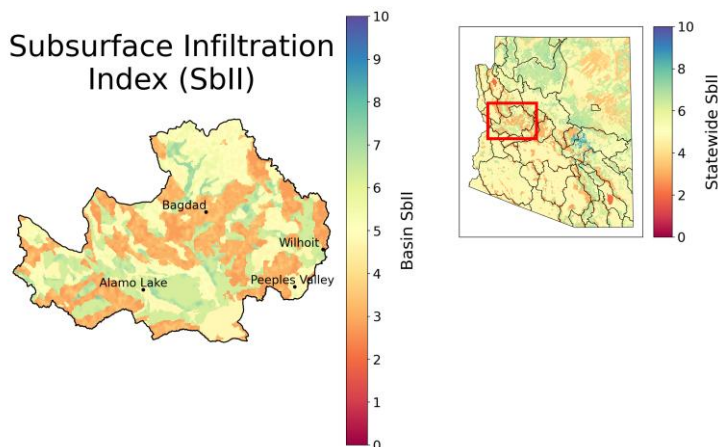 Subsurface Infiltration
Index (SbII)
Bagdad
Wilhoit
Alamo Lake
Peeples Valley
10
9
8
7
6
5
4
3
2
1
0
Basin SbII
10
8
6
4
2
0
Statewide SbII